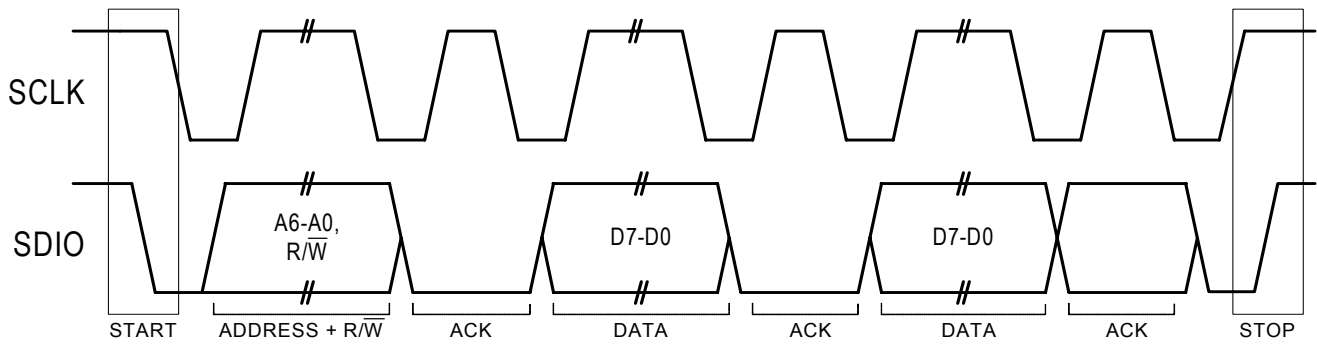 SCLK
SDIO
A6-A0,
R/W̅
D7-D0
D7-D0
START
ADDRESS + R/W̅
ACK
DATA
ACK
DATA
ACK
STOP